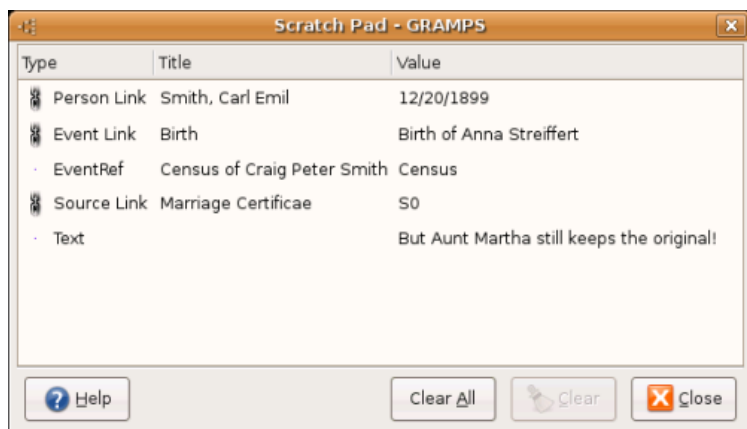 Scratch Pad - GRAMPS
Type Title Value
Person Link Smith, Carl Emil 12/20/1899
Event Link Birth Birth of Anna Streiffert
EventRef Census of Craig Peter Smith Census
Source Link Marriage Certificae S0
Text But Aunt Martha still keeps the original!
Help Clear All Clear Close